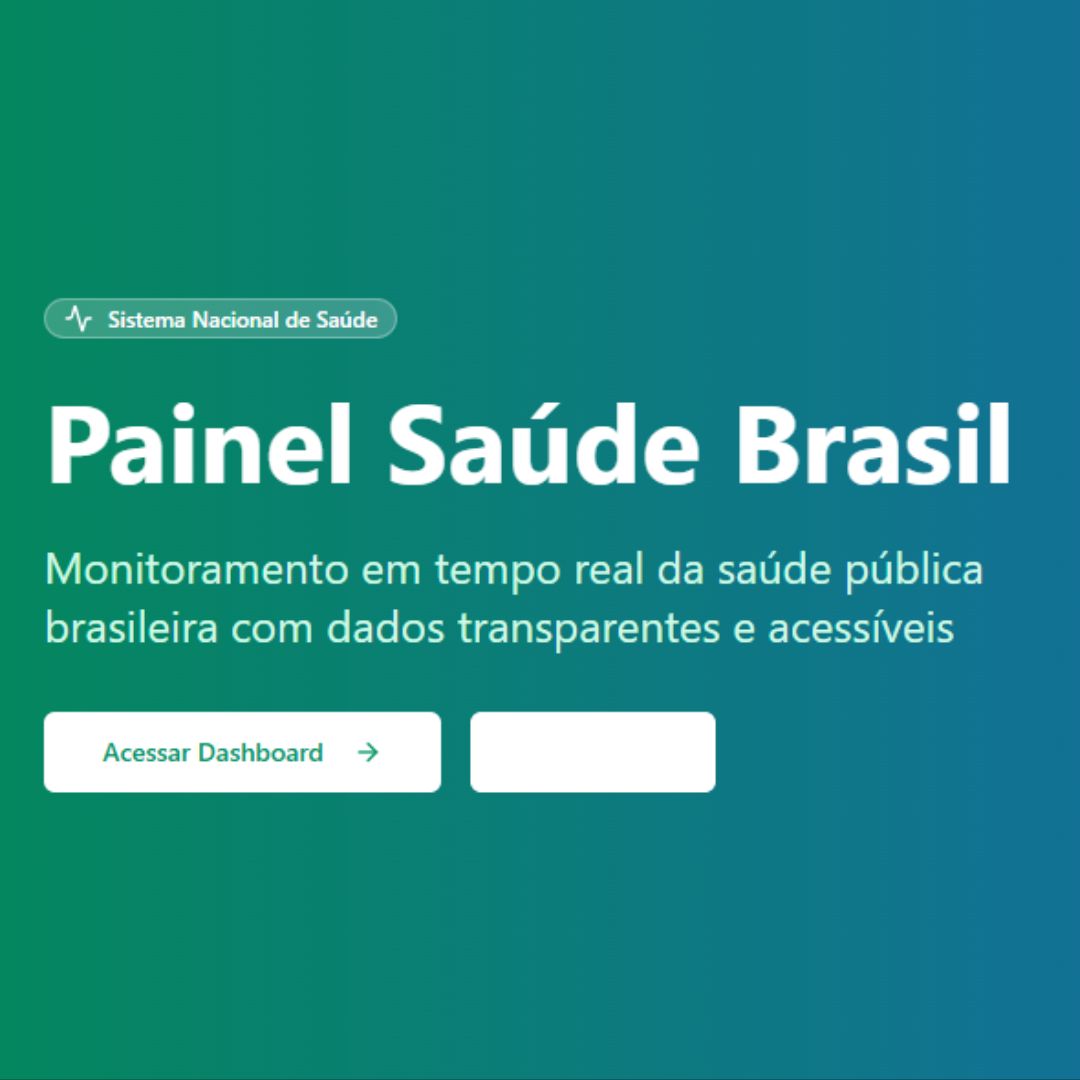 Sistema Nacional de Saúde
Painel Saúde Brasil
Monitoramento em tempo real da saúde pública
brasileira com dados transparentes e acessíveis
Acessar Dashboard